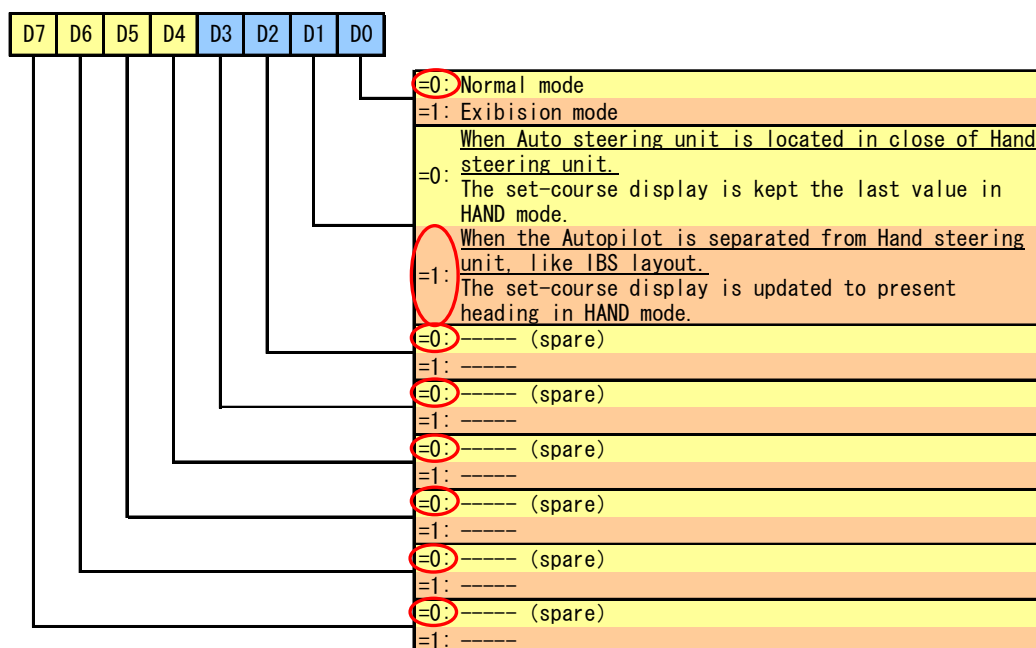 D7 D6 D5 D4 D3 D2 D1 D0
=0: Normal mode
=1: Exibision mode
When Auto steering unit is located in close of Hand
=0: steering unit.
The set-course display is kept the last value in
HAND mode.
When the Autopilot is separated from Hand steering
=1: unit, like IBS layout.
The set-course display is updated to present
heading in HAND mode.
=0: ----- (spare)
=1: -----
=0: ----- (spare)
=1: -----
=0: ----- (spare)
=1: -----
=0: ----- (spare)
=1: -----
=0: ----- (spare)
=1: -----
=0: ----- (spare)
=1: -----